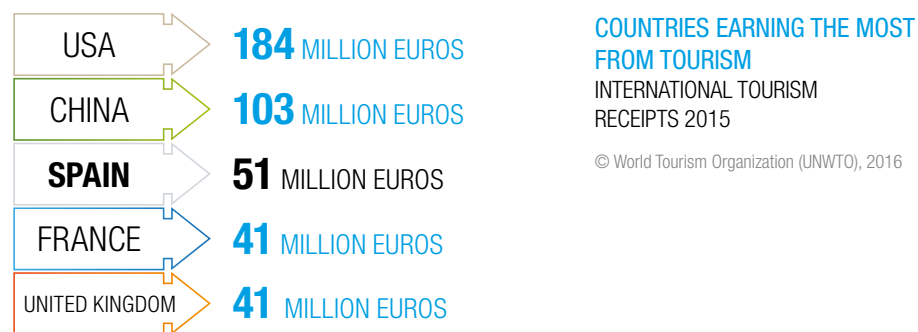 USA 184 MILLION EUROS
CHINA 103 MILLION EUROS
SPAIN 51 MILLION EUROS
FRANCE 41 MILLION EUROS
UNITED KINGDOM 41 MILLION EUROS
COUNTRIES EARNING THE MOST
FROM TOURISM
INTERNATIONAL TOURISM
RECEIPTS 2015
© World Tourism Organization (UNWTO), 2016